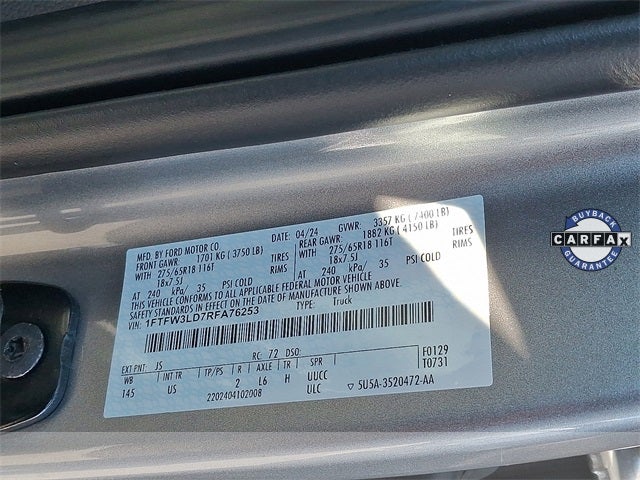 MFD. BY FORD MOTOR CO.
04/24 GVWR: 3357 KG ( 7400 LB)
FRONT GAWR: 1701 KG ( 3750 LB) REAR GAWR: 1882 KG ( 4150 LB)
WITH 275/65R18 116T TIRES WITH 275/65R18 116T TIRES
18x7.5J RIMS 18x7.5J RIMS
AT 240 kPa/ 35 PSI COLD AT 240 kPa/ 35 PSI COLD
THIS VEHICLE CONFORMS TO ALL APPLICABLE FEDERAL MOTOR VEHICLE
SAFETY STANDARDS IN EFFECT ON THE DATE OF MANUFACTURE SHOWN ABOVE.
VIN: 1FTFW3LD7RFA76253 TYPE: Truck
EXT PNT: JS RC: 72 DSO: F0129
WB INT TR TP/PS R AXLE TR SPR T0731
145 US 2 L6 H UUCC
2202404102008 ULC 5U5A-3520472-AA
BUYBACK
CARFAX
GUARANTEE